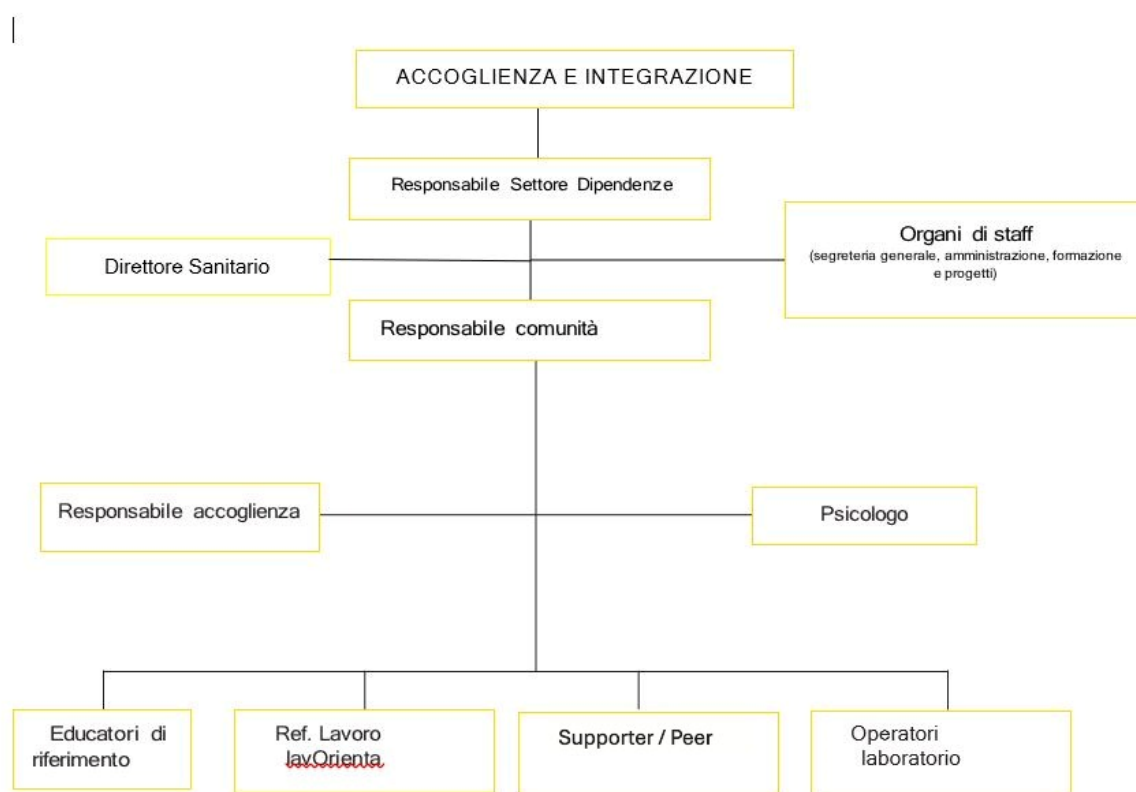 ACCOGLIENZA E INTEGRAZIONE
Responsabile Settore Dipendenze
Organi di staff
(segreteria generale, amministrazione, formazione
e progetti)
Direttore Sanitario
Responsabile comunità
Responsabile accoglienza
Psicologo
Educatori di
riferimento
Ref. Lavoro
lavOrienta
Supporter / Peer
Operatori
laboratorio